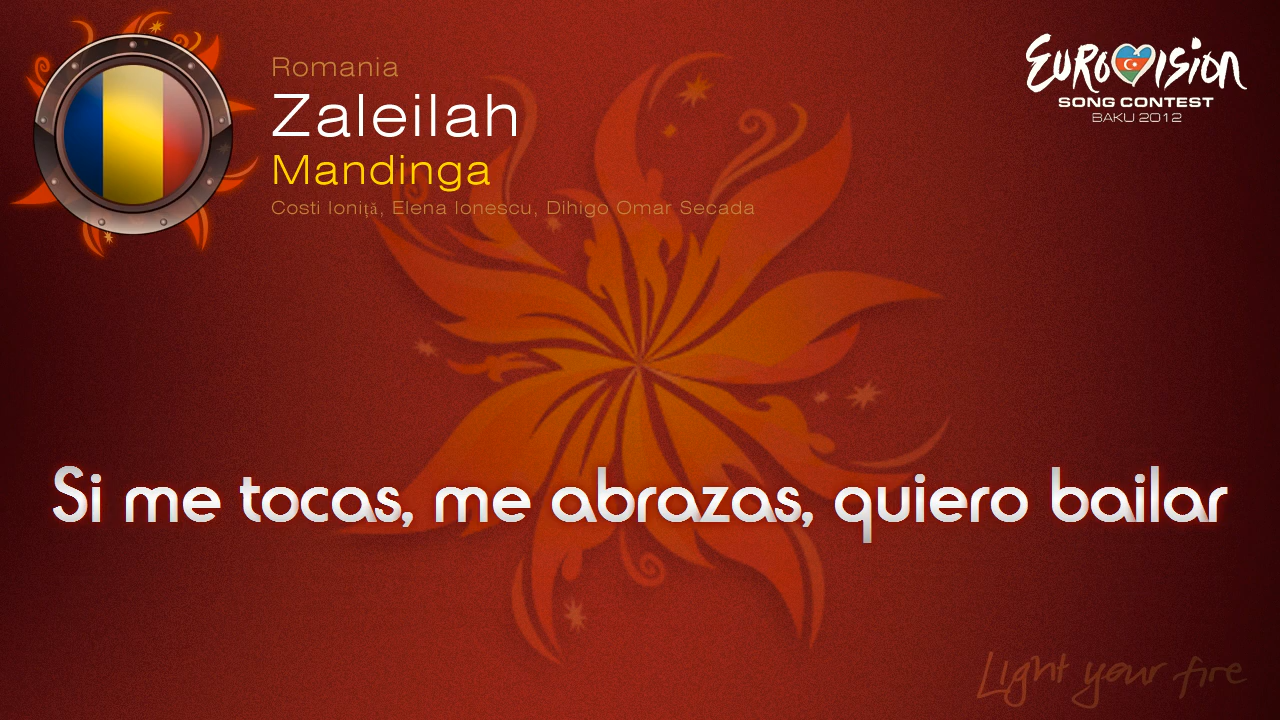 Romania
Zaleilah
Mandinga
Costi Ioniţă, Elena Ionescu, Dihigo Omar Secada
EUROVISION
SONG CONTEST
BAKU 2012
Si me tocas, me abrazas, quiero bailar
Light your fire